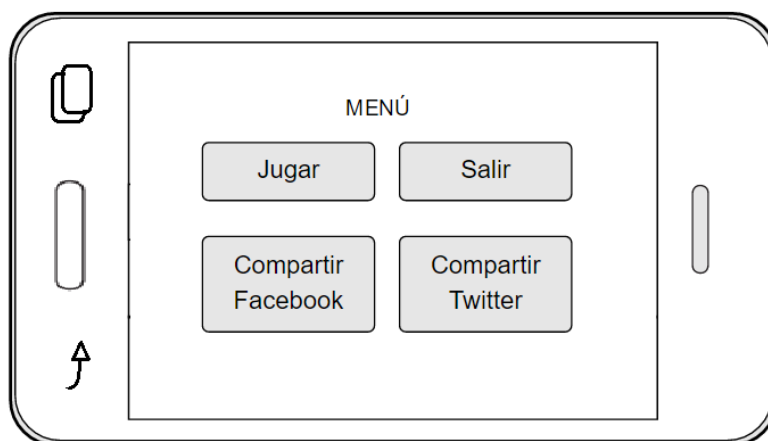 MENÚ
Jugar
Salir
Compartir
Facebook
Compartir
Twitter